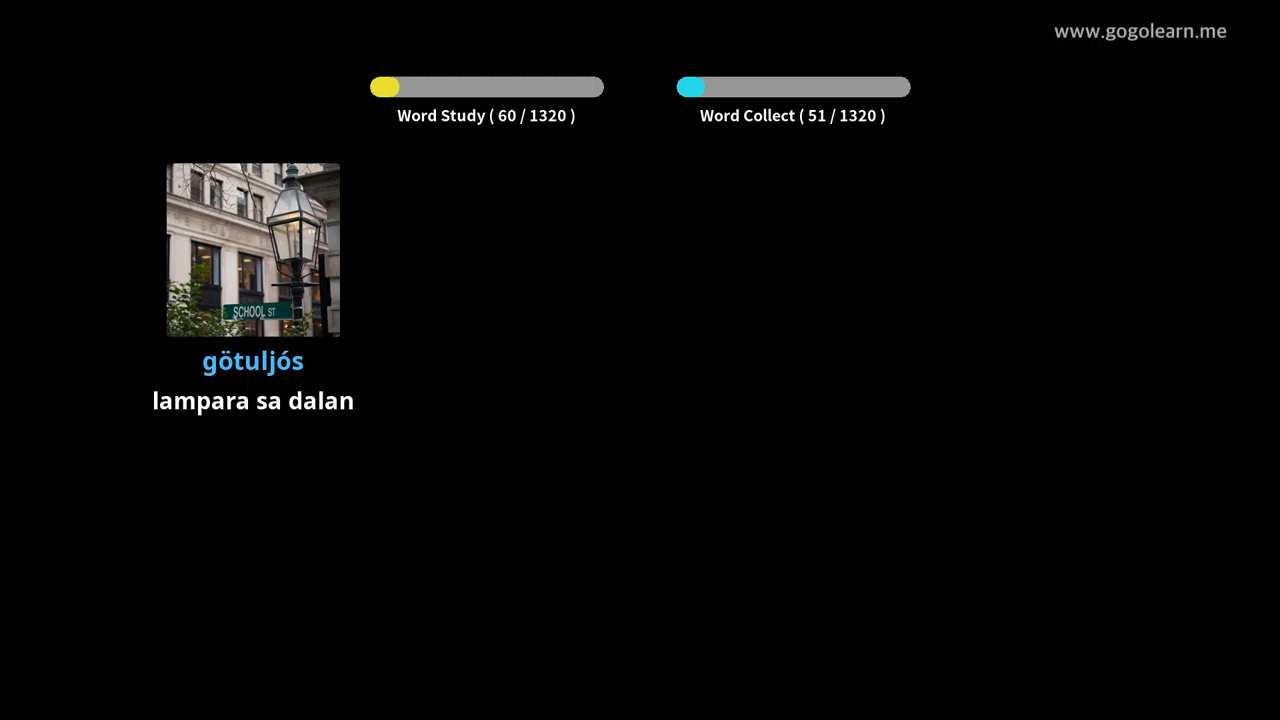 www.gogolearn.me
Word Study ( 60 / 1320 )
Word Collect ( 51 / 1320 )
SCHOOL ST
götuljós
lampara sa dalan